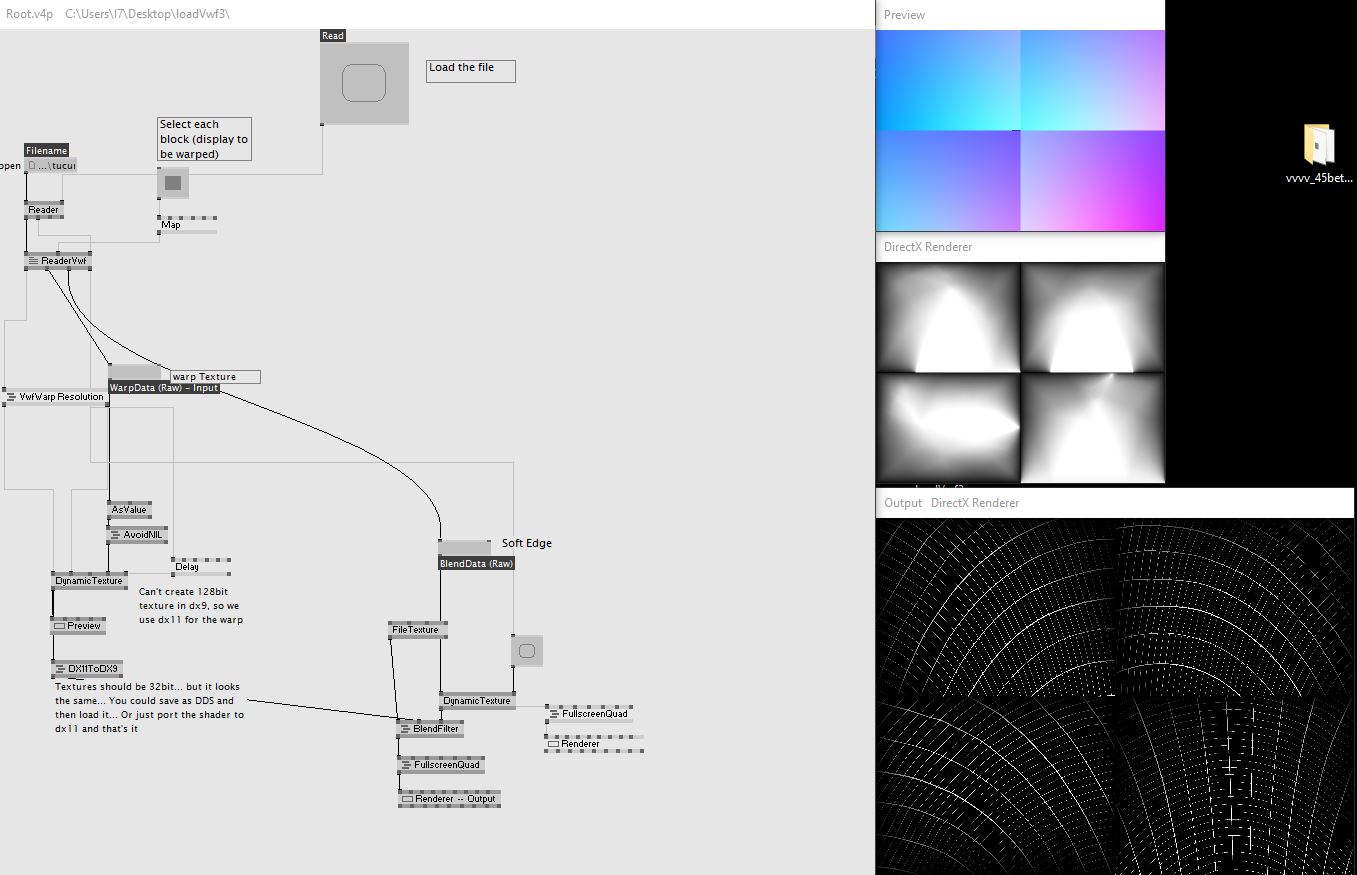 Root.v4p C:\Users\I7\Desktop\loadVwf3\
Preview
Read
Load the file
Select each
block (display to
be warped)
Filename
open D...\tucu
Reader
Map
ReaderVwf
vvvv_45bet...
DirectX Renderer
warp Texture
WarpData (Raw) - Input
VwfWarp Resolution
AsValue
AvoidNIL
Soft Edge
BlendData (Raw)
Delay
DynamicTexture
Can't create 128bit
texture in dx9, so we
use dx11 for the warp
Preview
FileTexture
DX11ToDX9
Textures should be 32bit... but it looks
the same... You could save as DDS and
then load it... Or just port the shader to
dx11 and that's it
DynamicTexture
FullscreenQuad
BlendFilter
Renderer
FullscreenQuad
Renderer -- Output
Output DirectX Renderer